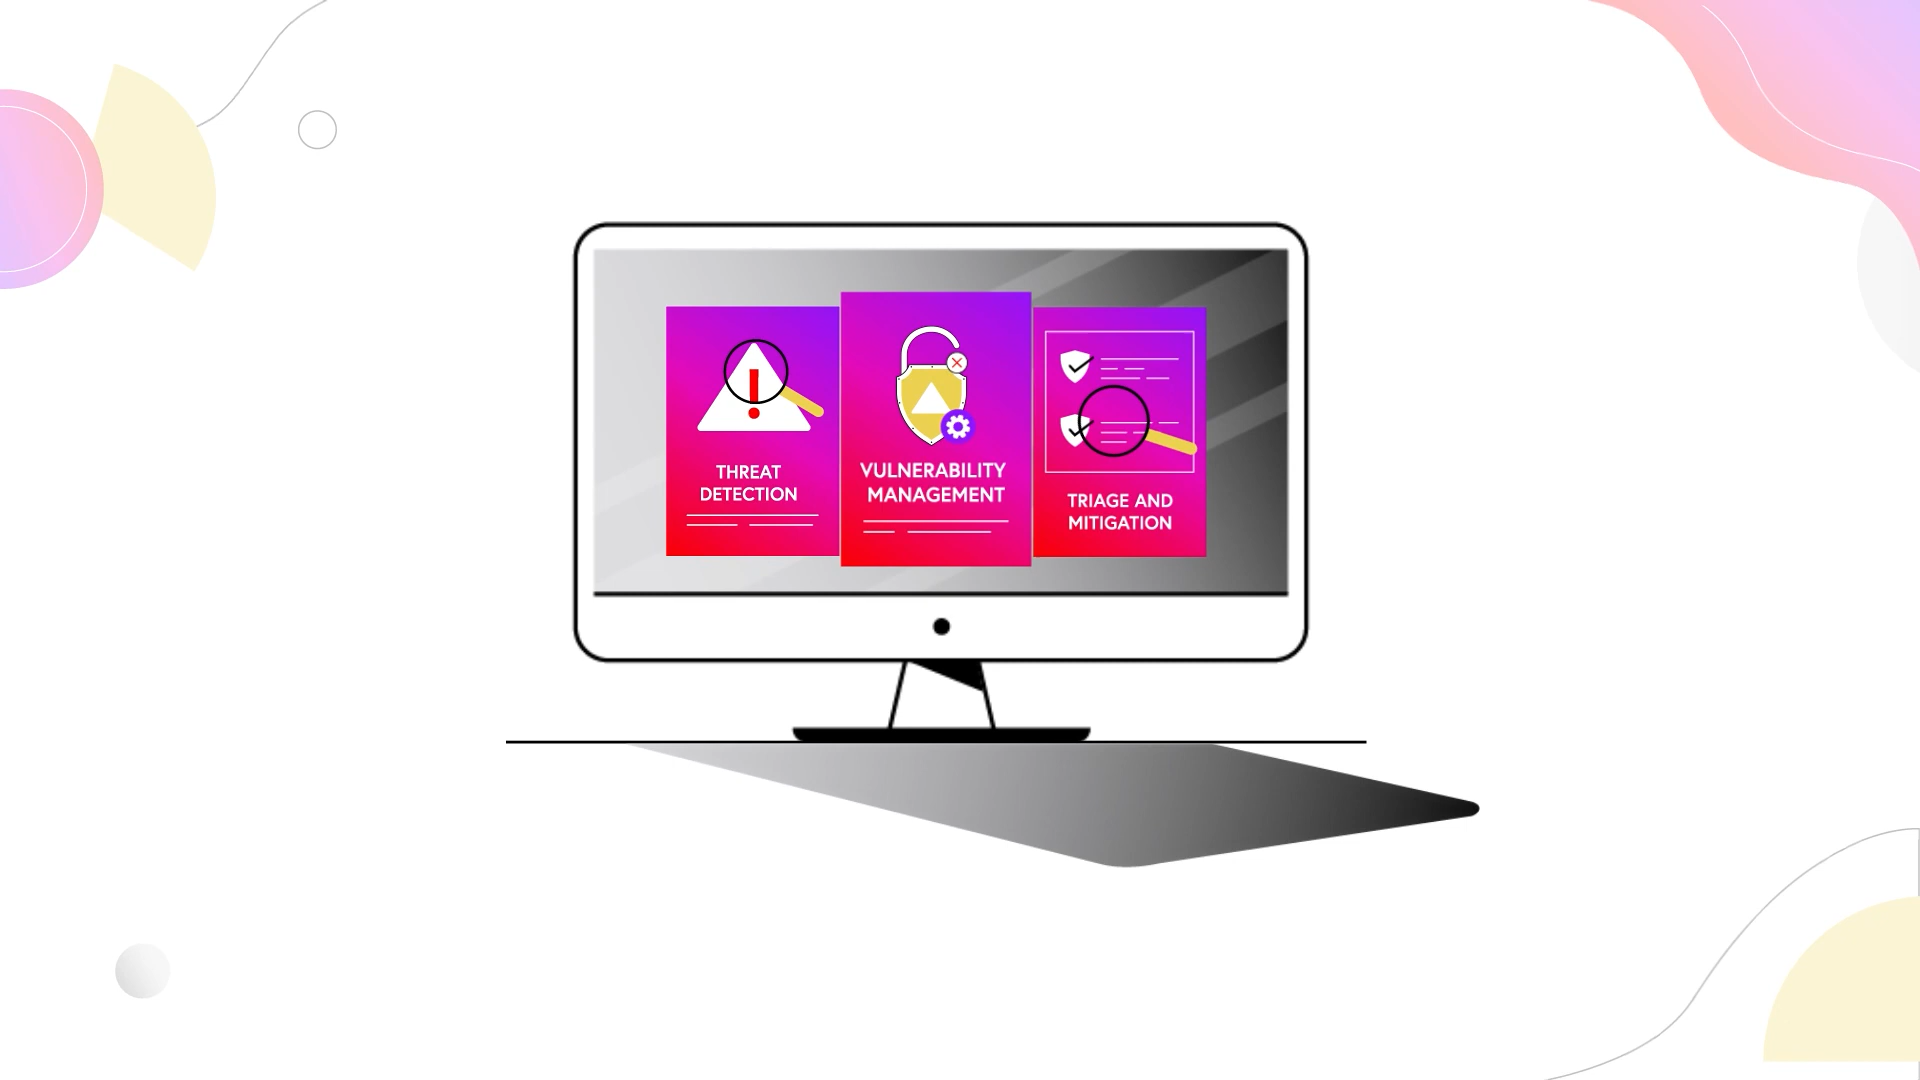 THREAT
DETECTION
VULNERABILITY
MANAGEMENT
TRIAGE AND
MITIGATION